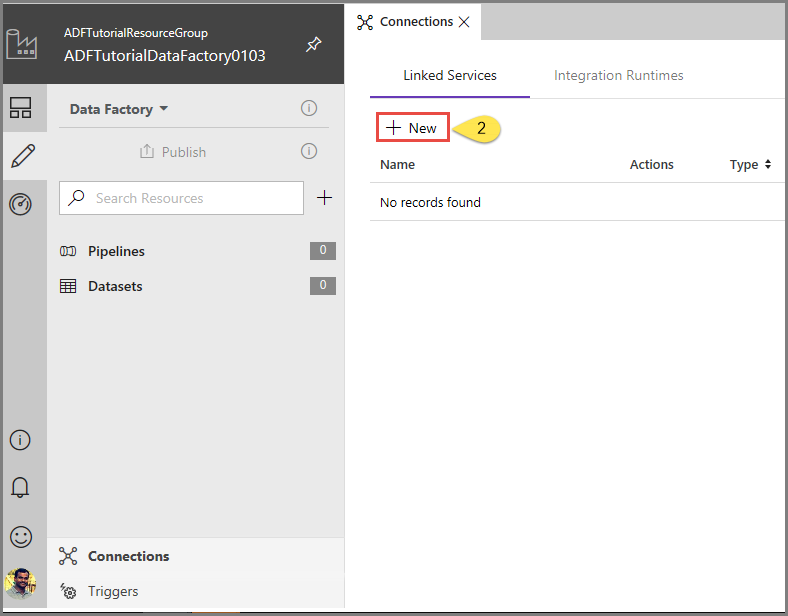 ADFTutorialResourceGroup
ADFTutorialDataFactory0103
Data Factory
Publish
Search Resources
Pipelines 0
Datasets 0
Connections
Triggers
Connections
Linked Services Integration Runtimes
New 2
Name Actions Type
No records found